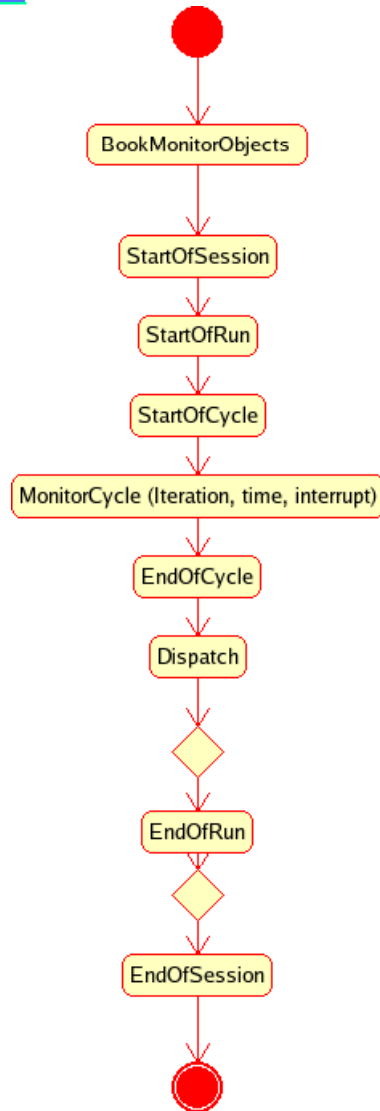 BookMonitorObjects
StartOfSession
StartOfRun
StartOfCycle
MonitorCycle (Iteration, time, interrupt)
EndOfCycle
Dispatch
EndOfRun
EndOfSession